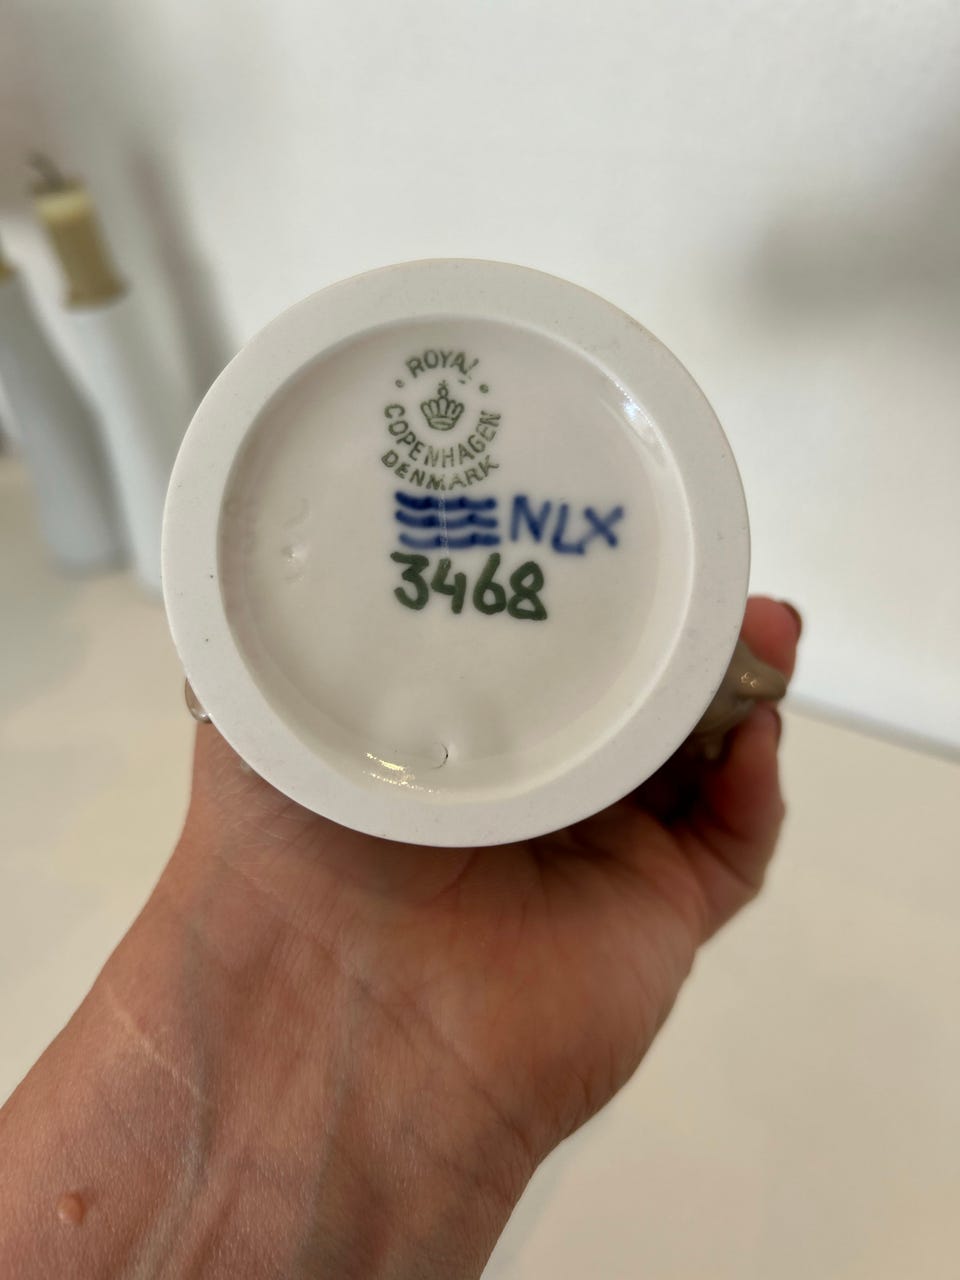 ROYAL
COPENHAGEN
DENMARK
NLX
3468